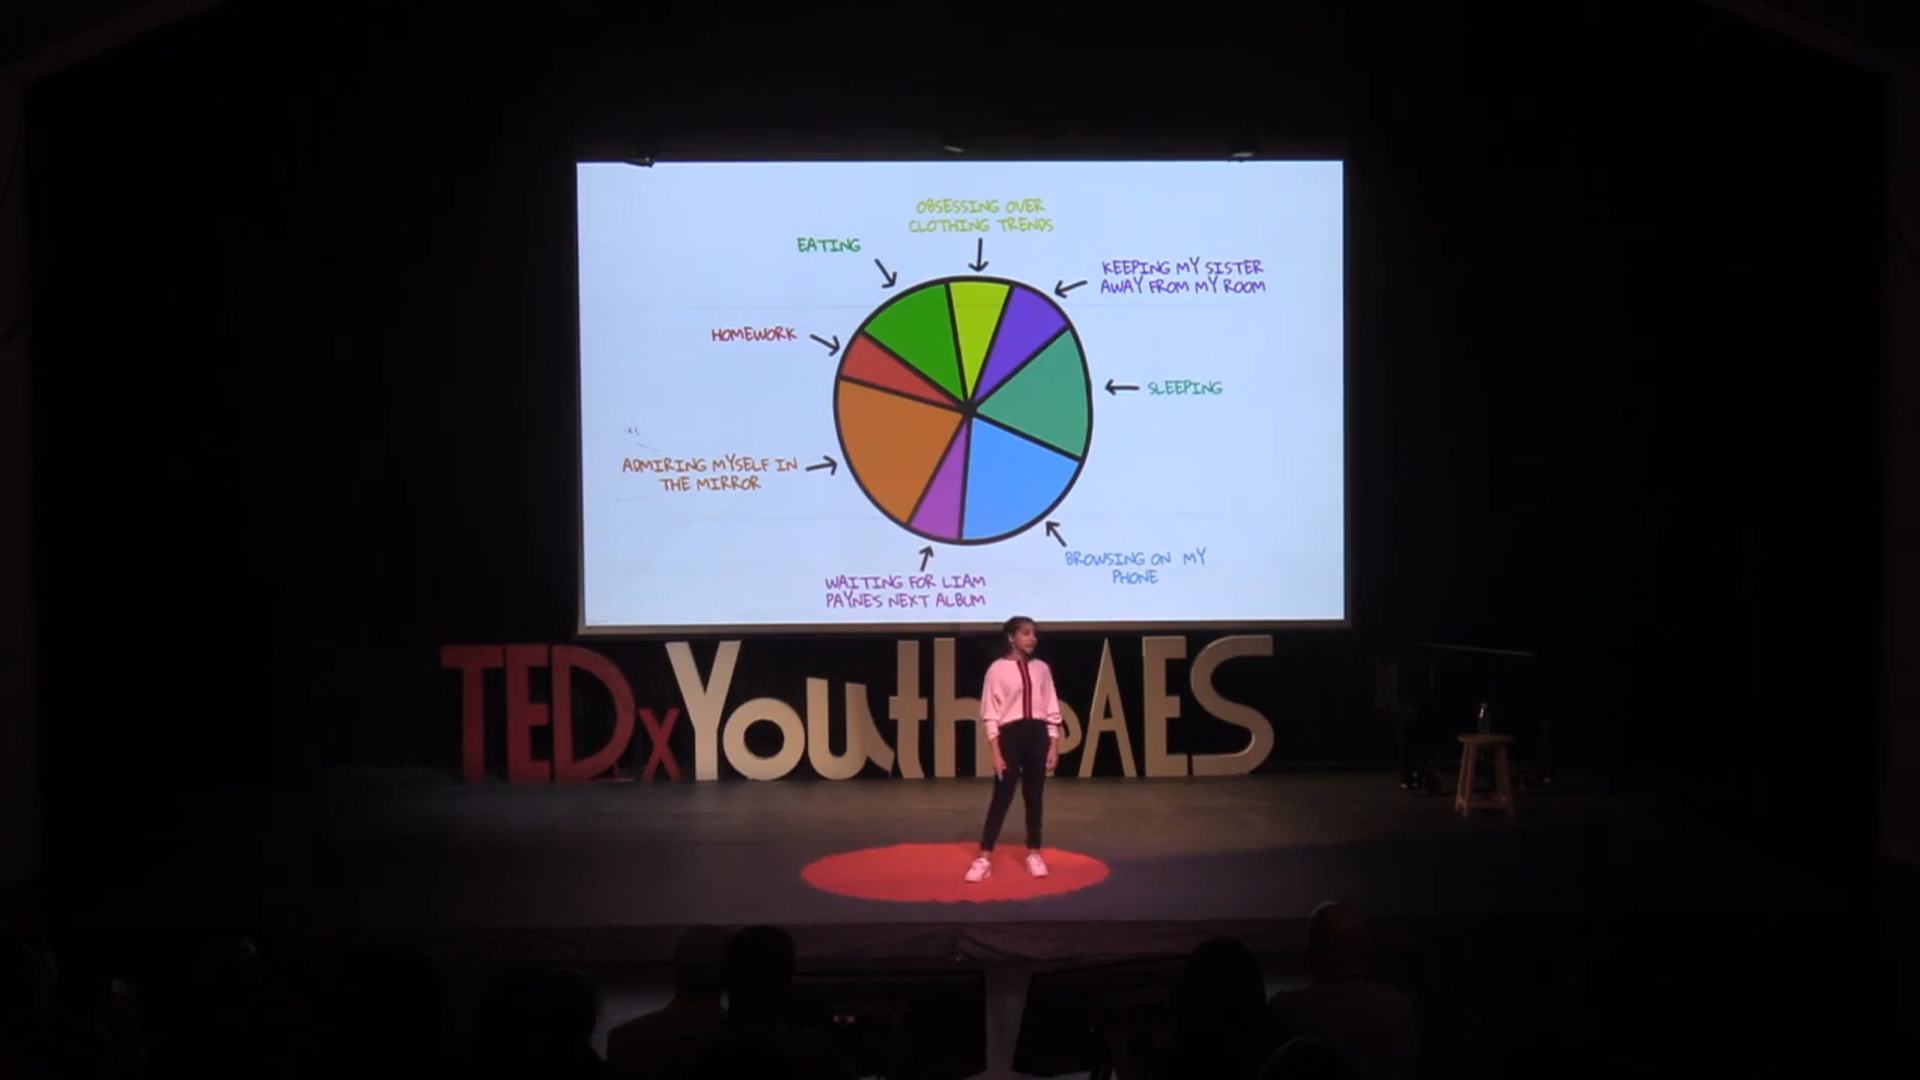 OBSESSING OVER
CLOTHING TRENDS
EATING
KEEPING MY SISTER
AWAY FROM MY ROOM
HOMEWORK
SLEEPING
ADMIRING MYSELF IN
THE MIRROR
BROWSING ON MY
PHONE
WAITING FOR LIAM
PAYNES NEXT ALBUM
TEDxYouth@AES